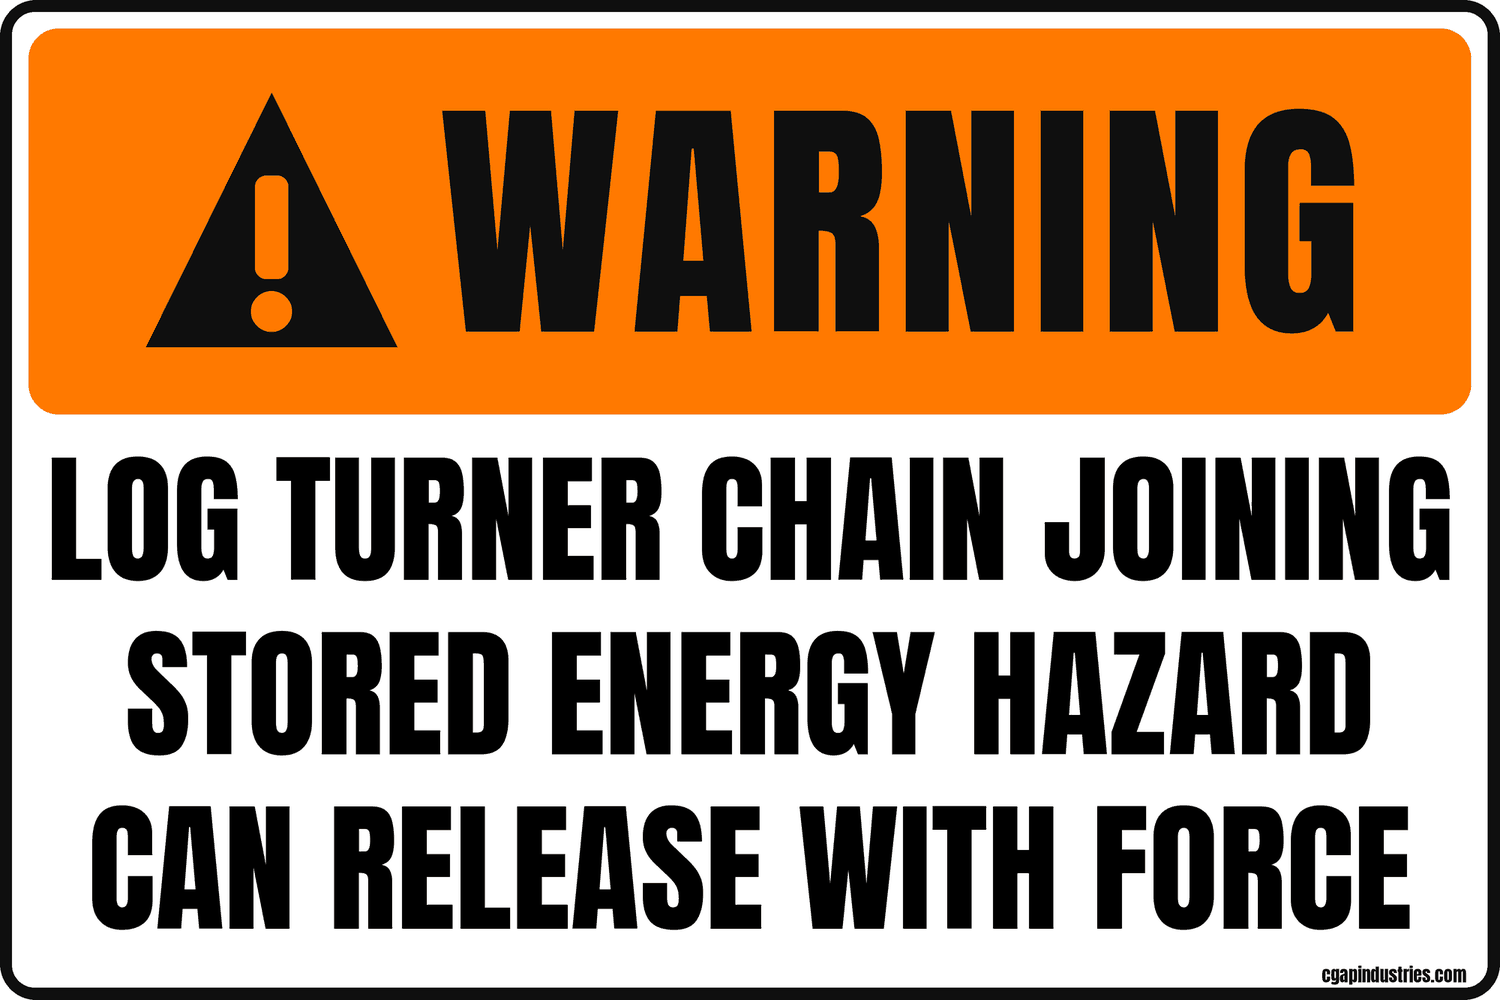 WARNING
LOG TURNER CHAIN JOINING
STORED ENERGY HAZARD
CAN RELEASE WITH FORCE
cgapindustries.com